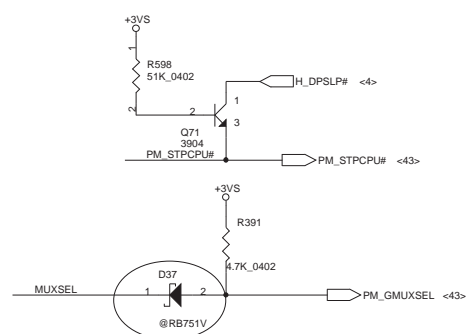 +3VS
1
R598
51K_0402
2
2
1
3
H_DPSLP# <4>
Q71
3904
PM_STPCPU#
PM_STPCPU# <43>
+3VS
R391
4.7K_0402
D37
MUXSEL
1
2
PM_GMUXSEL <43>
@RB751V